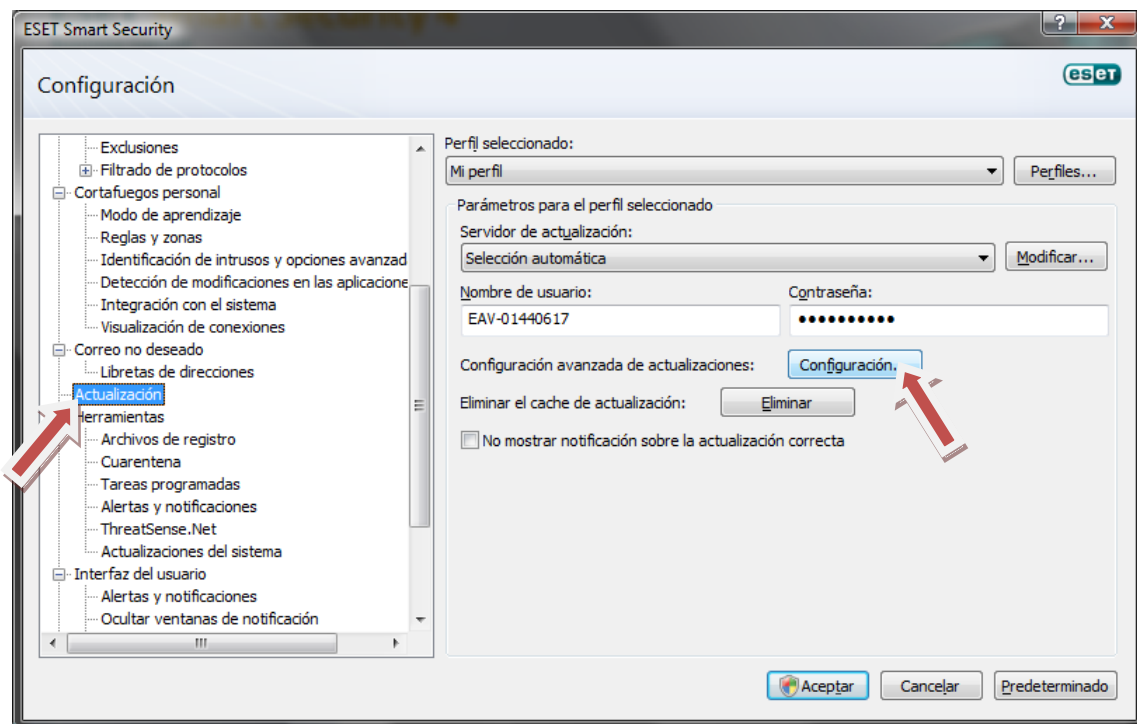 ESET Smart Security
Configuración
eset
Exclusiones
Filtrado de protocolos
Cortafuegos personal
Modo de aprendizaje
Reglas y zonas
Identificación de intrusos y opciones avanzad
Detección de modificaciones en las aplicacione
Integración con el sistema
Visualización de conexiones
Correo no deseado
Libretas de direcciones
Actualización
Herramientas
Archivos de registro
Cuarentena
Tareas programadas
Alertas y notificaciones
ThreatSense.Net
Actualizaciones del sistema
Interfaz del usuario
Alertas y notificaciones
Ocultar ventanas de notificación
Perfil seleccionado:
Mi perfil
Perfiles...
Parámetros para el perfil seleccionado
Servidor de actualización:
Selección automática
Modificar...
Nombre de usuario:
Contraseña:
EAV-01440617
●●●●●●●●●●
Configuración avanzada de actualizaciones:
Configuración...
Eliminar el cache de actualización:
Eliminar
No mostrar notificación sobre la actualización correcta
Aceptar
Cancelar
Predeterminado